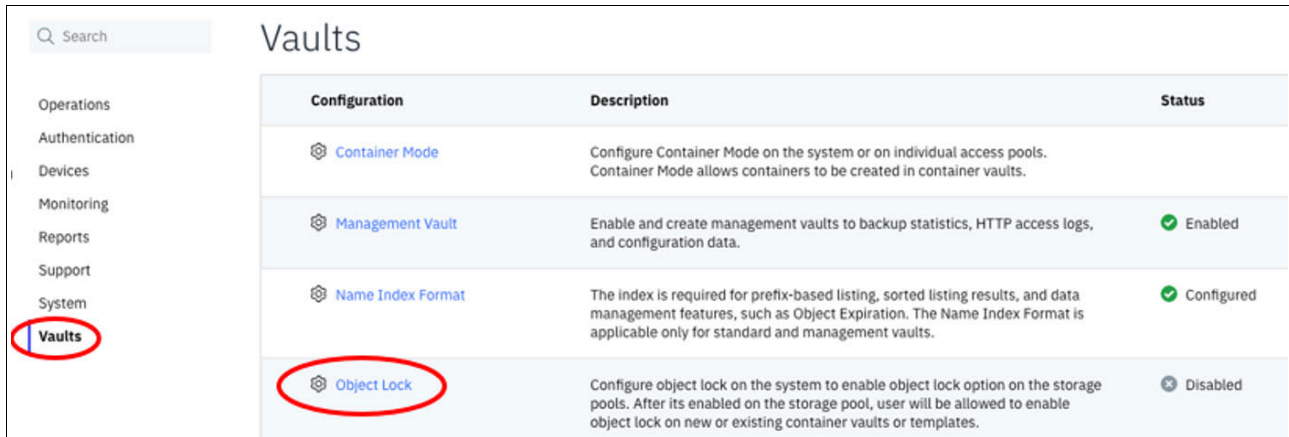 Search
Vaults
Operations
Authentication
Devices
Monitoring
Reports
Support
System
Vaults
Configuration Description Status
Container Mode
Configure Container Mode on the system or on individual access pools.
Container Mode allows containers to be created in container vaults.
Management Vault
Enable and create management vaults to backup statistics, HTTP access logs,
and configuration data.
Enabled
Name Index Format
The index is required for prefix-based listing, sorted listing results, and data
management features, such as Object Expiration. The Name Index Format is
applicable only for standard and management vaults.
Configured
Object Lock
Configure object lock on the system to enable object lock option on the storage
pools. After its enabled on the storage pool, user will be allowed to enable
object lock on new or existing container vaults or templates.
Disabled